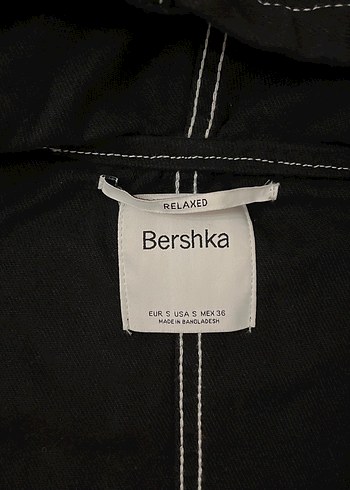 RELAXED
Bershka
EUR S USA S MEX 36
MADE IN BANGLADESH